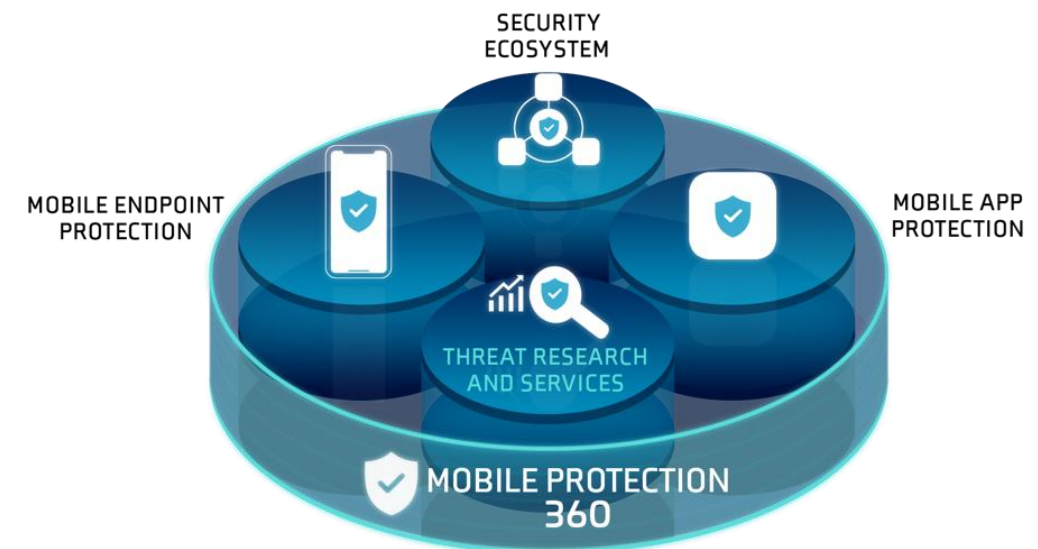 SECURITY
ECOSYSTEM
MOBILE ENDPOINT
PROTECTION
MOBILE APP
PROTECTION
THREAT RESEARCH
AND SERVICES
MOBILE PROTECTION
360